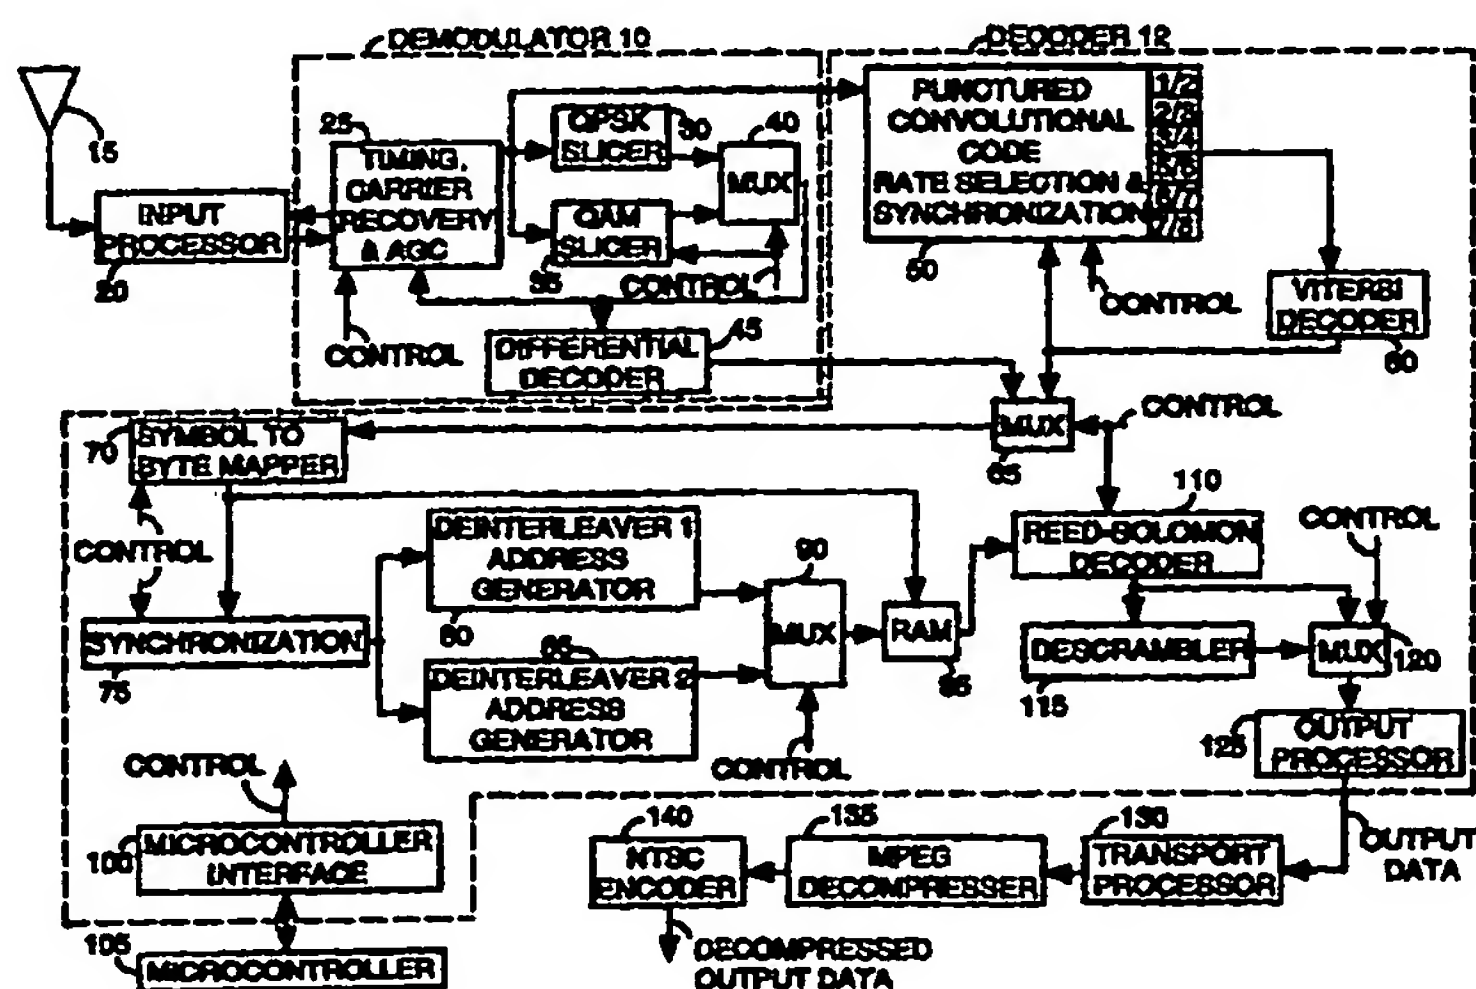 DEMODULATOR 10
DECODER 12
15
INPUT
PROCESSOR
20
25
TIMING,
CARRIER
RECOVERY
& AGC
CONTROL
QPSK
SLICER
30
QAM
SLICER
35
40
MUX
CONTROL
DIFFERENTIAL
DECODER
45
PUNCTURED
CONVOLUTIONAL
CODE
RATE SELECTION &
SYNCHRONIZATION
1/2
2/3
3/4
5/6
6/7
7/8
50
CONTROL
VITERBI
DECODER
60
MUX
65
CONTROL
70
SYMBOL TO
BYTE MAPPER
CONTROL
SYNCHRONIZATION
75
DEINTERLEAVER 1
ADDRESS
GENERATOR
80
85
DEINTERLEAVER 2
ADDRESS
GENERATOR
90
MUX
CONTROL
RAM
95
110
REED-SOLOMON
DECODER
CONTROL
DESCRAMBLER
115
MUX
120
125
OUTPUT
PROCESSOR
OUTPUT
DATA
CONTROL
100
MICROCONTROLLER
INTERFACE
105
MICROCONTROLLER
140
NTSC
ENCODER
135
MPEG
DECOMPRESSER
130
TRANSPORT
PROCESSOR
DECOMPRESSED
OUTPUT DATA